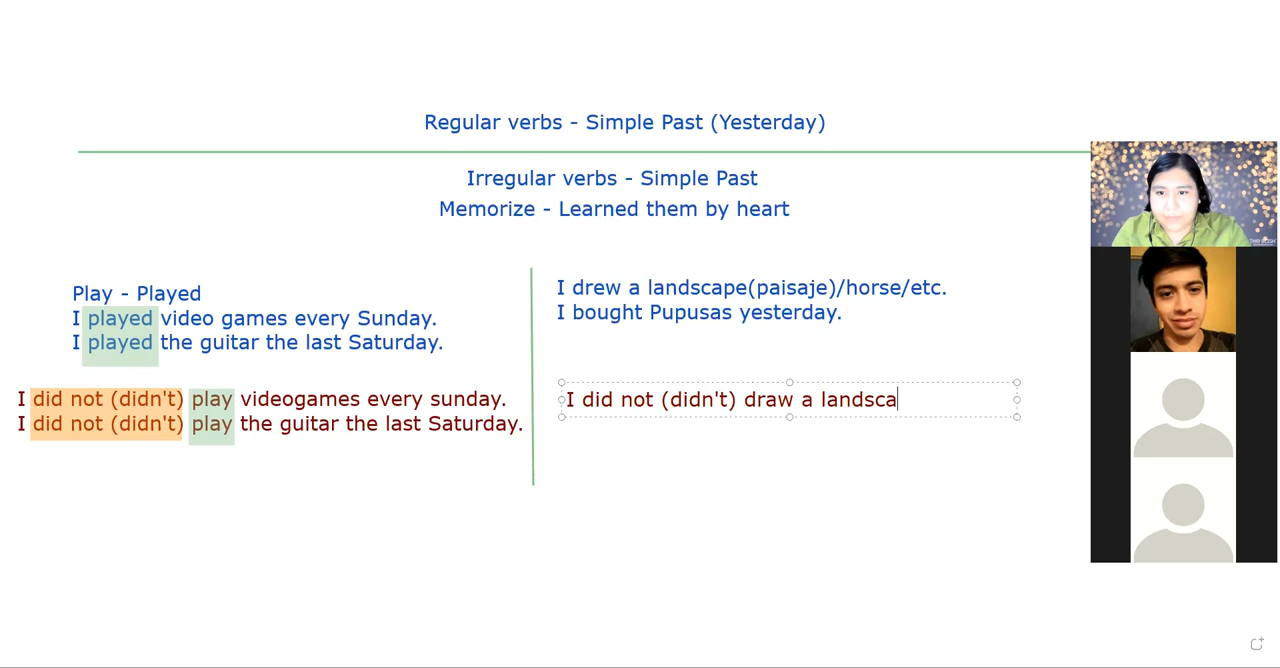 Regular verbs - Simple Past (Yesterday)
Irregular verbs - Simple Past
Memorize - Learned them by heart
Play - Played
I played video games every Sunday.
I played the guitar the last Saturday.
I did not (didn't) play videogames every sunday.
I did not (didn't) play the guitar the last Saturday.
I drew a landscape(paisaje)/horse/etc.
I bought Pupusas yesterday.
I did not (didn't) draw a landsca